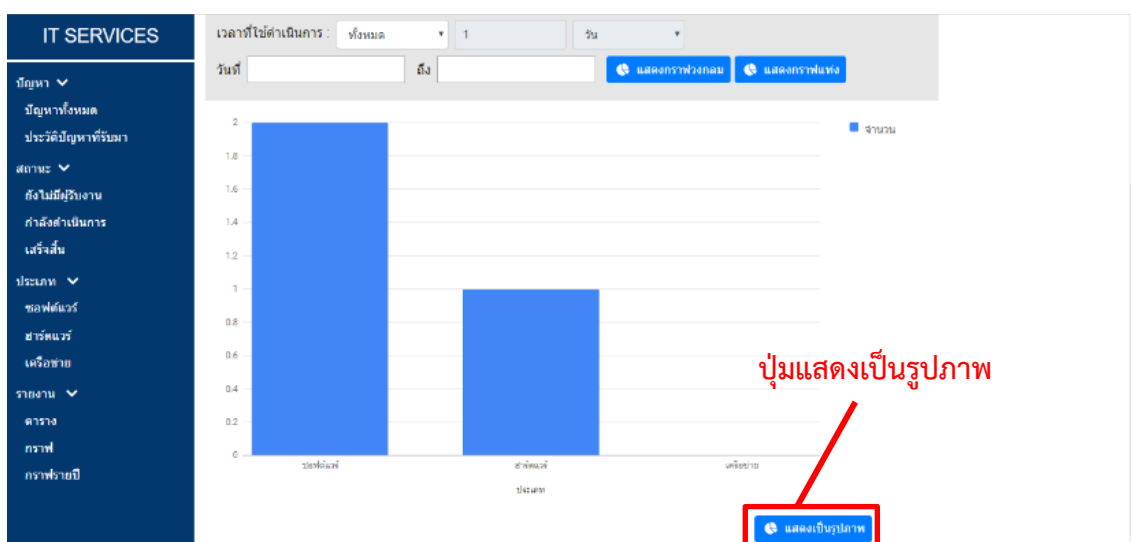 IT SERVICES
ปัญหา
ปัญหาทั้งหมด
ประวัติปัญหาที่รับมา
สถานะ
ยังไม่มีผู้รับงาน
กำลังดำเนินการ
เสร็จสิ้น
ประเภท
ซอฟต์แวร์
ฮาร์ดแวร์
เครือข่าย
รายงาน
ตาราง
กราฟ
กราฟรายปี
เวลาที่ใช้ดำเนินการ : ทั้งหมด 1 วัน
วันที่ ถึง แสดงกราฟวงกลม แสดงกราฟแท่ง
จำนวน
2
1.8
1.6
1.4
1.2
1
0.8
0.6
0.4
0.2
0
ซอฟต์แวร์ ฮาร์ดแวร์ เครือข่าย
ประเภท
ปุ่มแสดงเป็นรูปภาพ
แสดงเป็นรูปภาพ